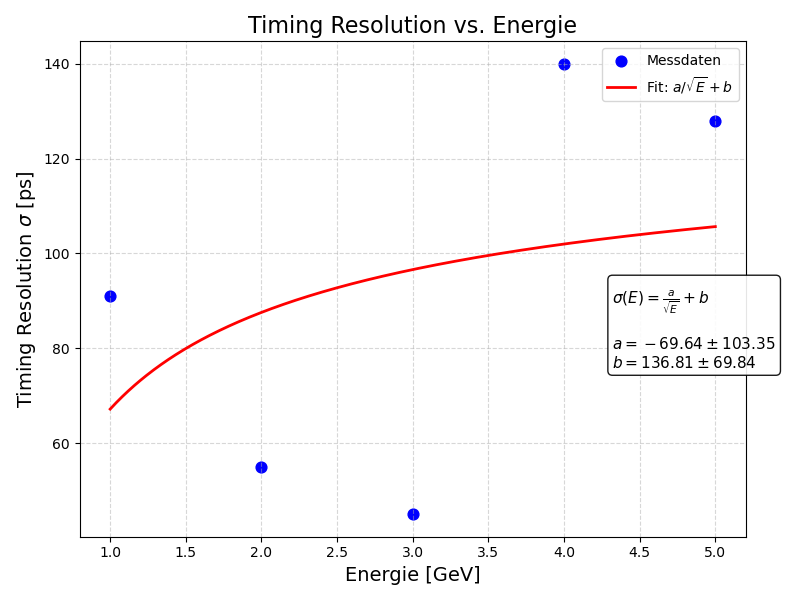 Timing Resolution vs. Energie
Messdaten
Fit: a/√E + b
Timing Resolution σ [ps]
140
120
100
80
60
σ(E) = a/√E + b
a = −69.64 ± 103.35
b = 136.81 ± 69.84
1.0 1.5 2.0 2.5 3.0 3.5 4.0 4.5 5.0
Energie [GeV]